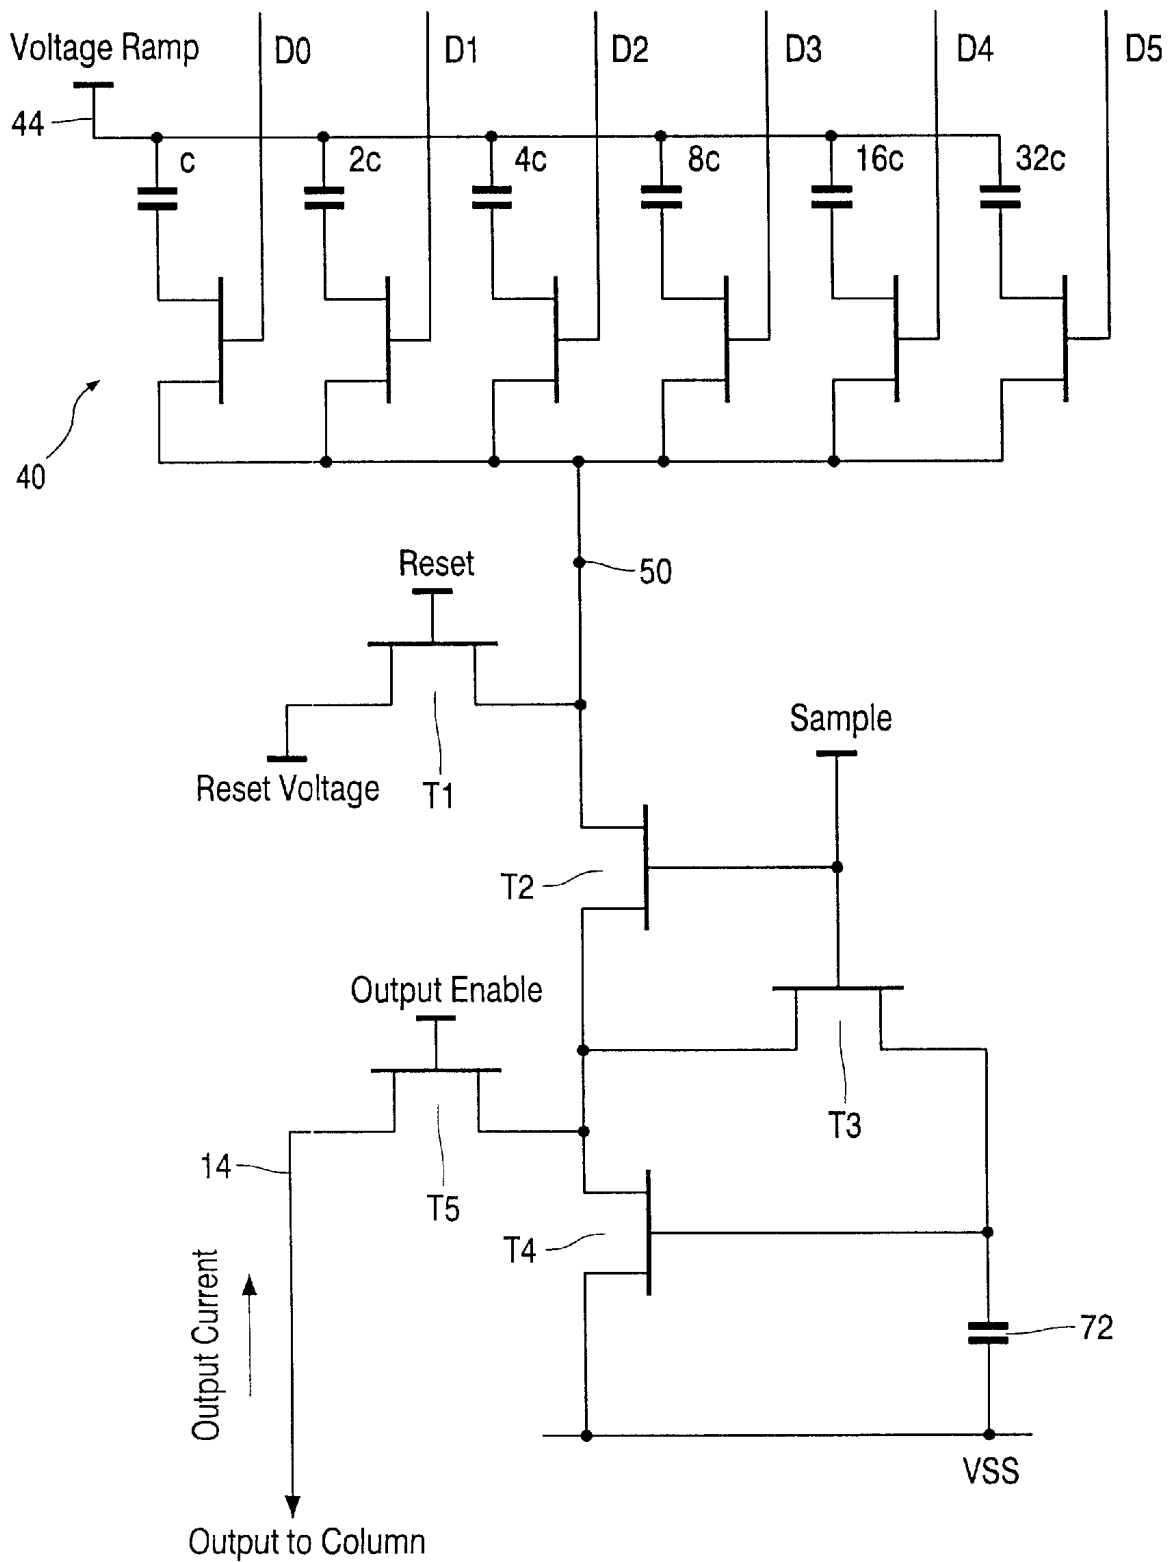 Voltage Ramp
D0
D1
D2
D3
D4
D5
44
c
2c
4c
8c
16c
32c
40
Reset
50
Sample
Reset Voltage
T1
T2
Output Enable
T3
14
T5
T4
Output Current
72
VSS
Output to Column